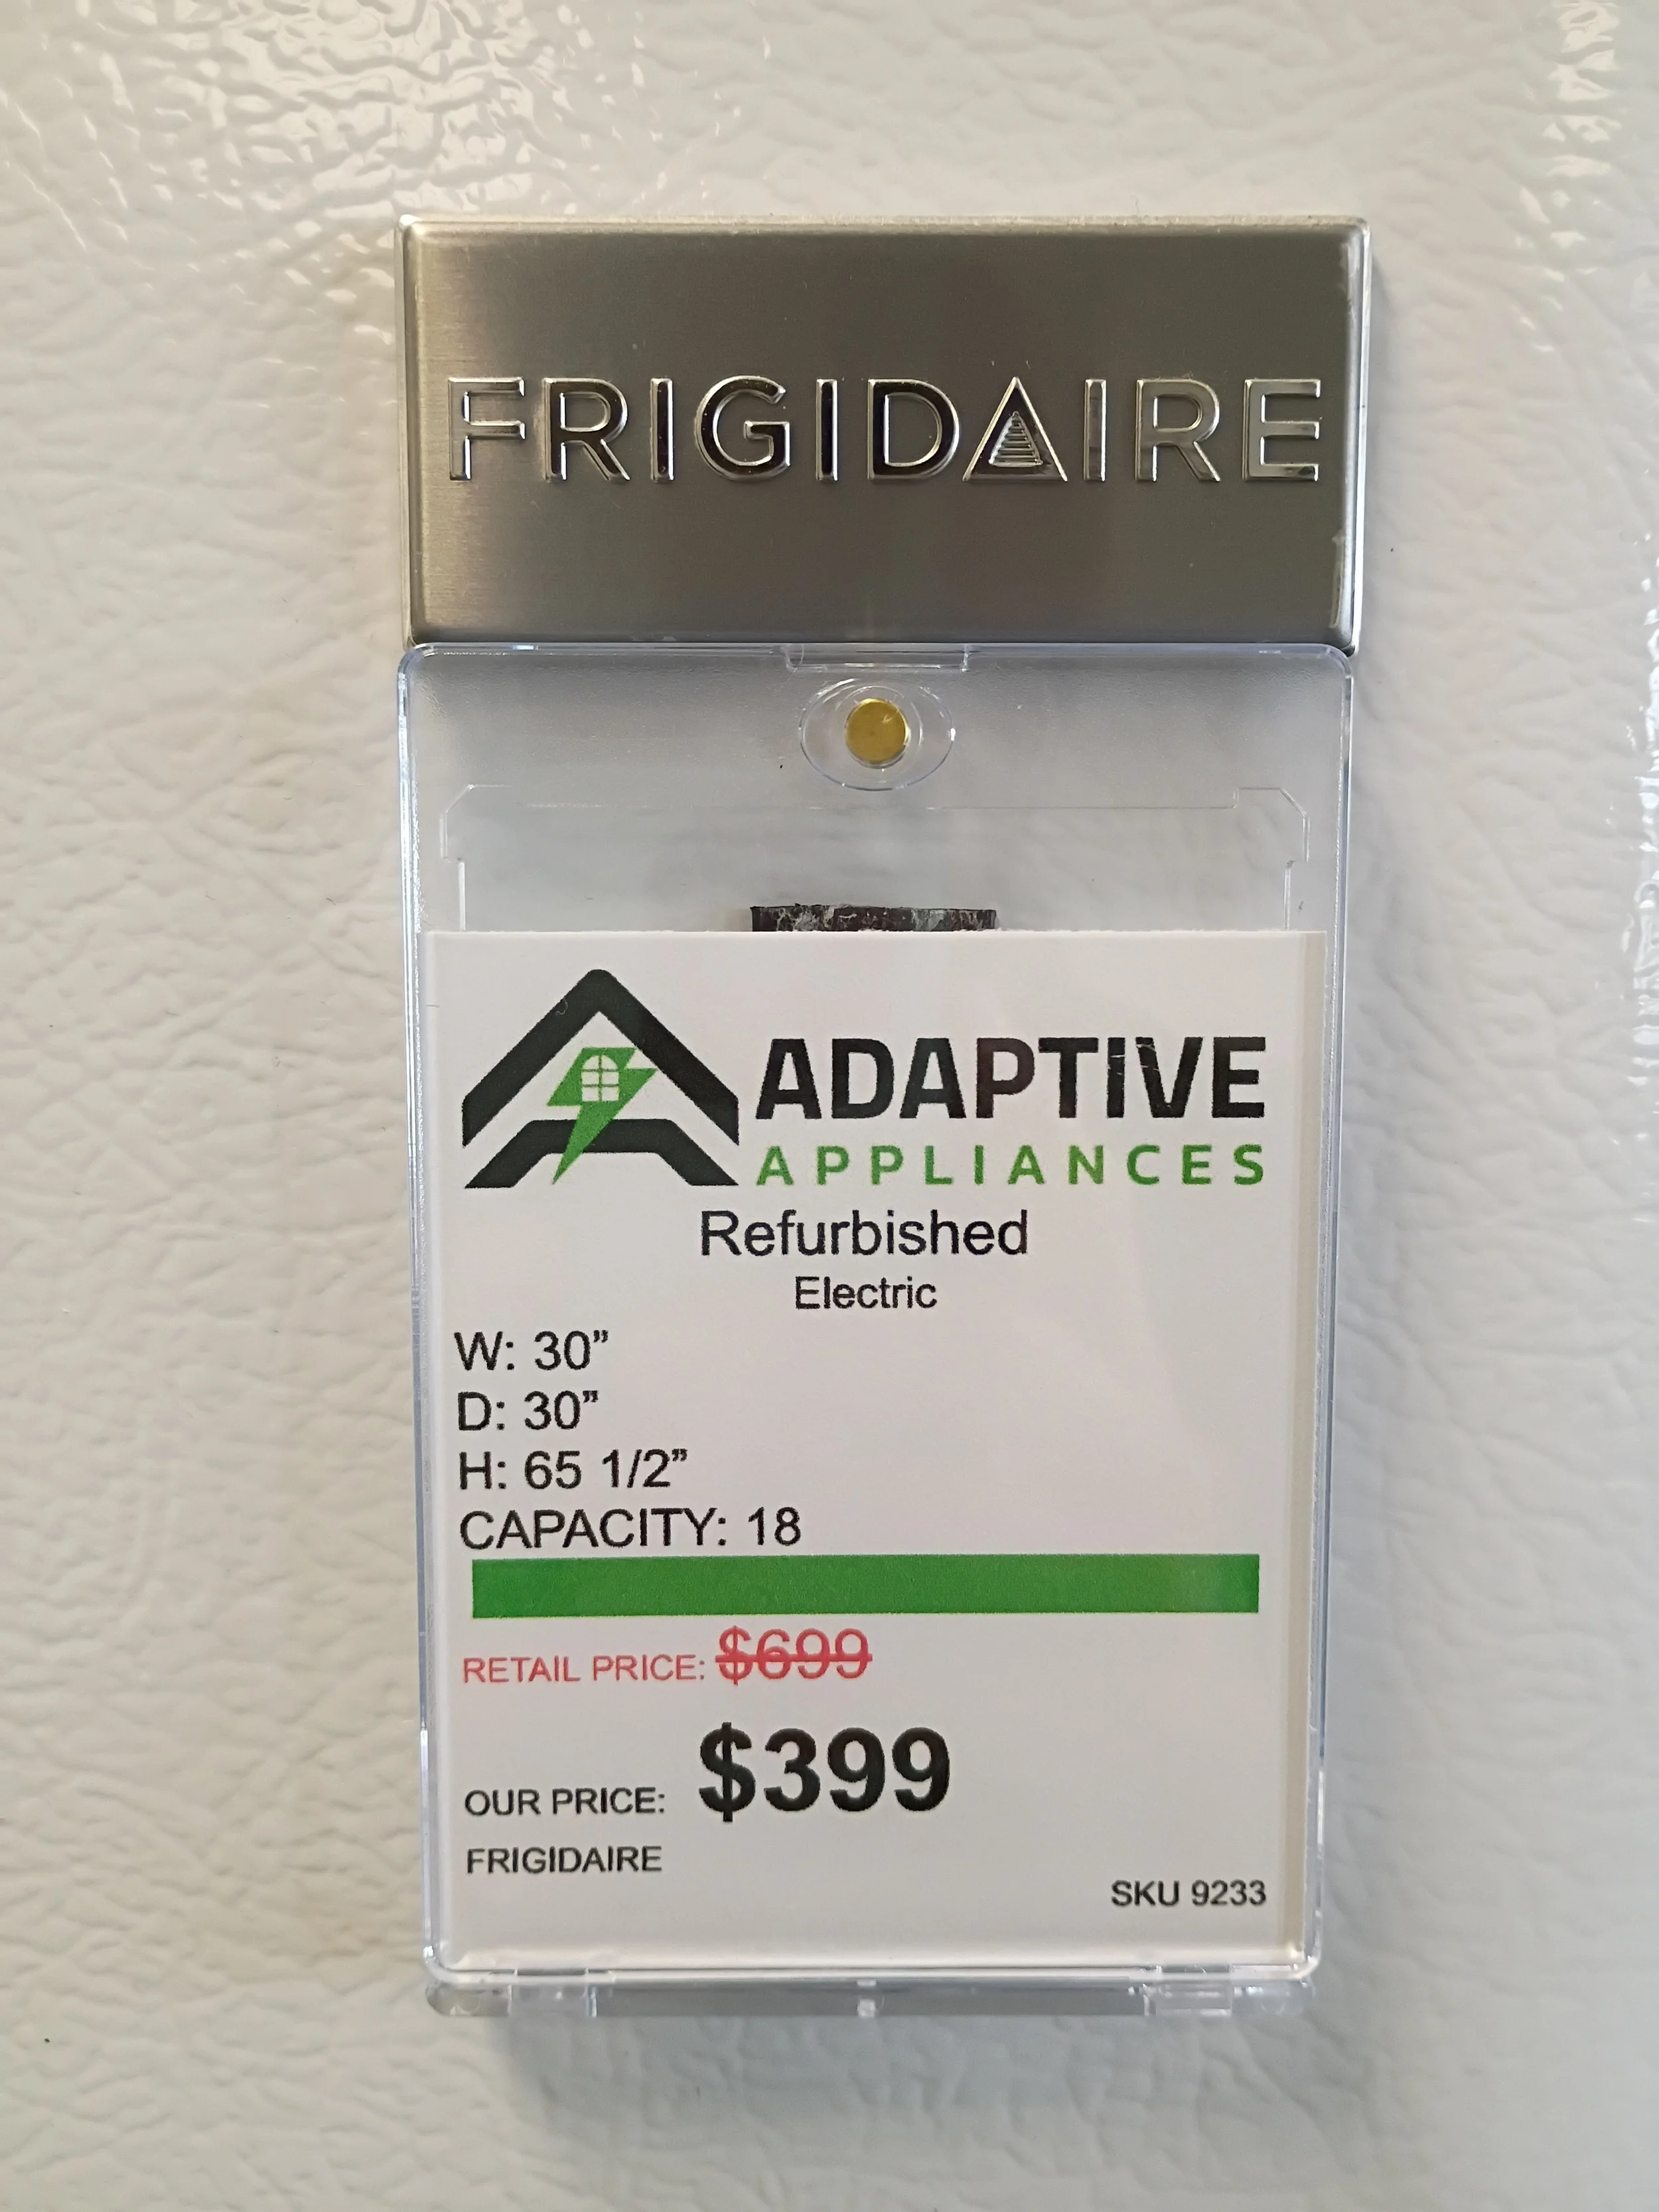 FRIGIDAIRE
ADAPTIVE
APPLIANCES
Refurbished
Electric
W: 30”
D: 30”
H: 65 1/2”
CAPACITY: 18
RETAIL PRICE: $699
OUR PRICE: $399
FRIGIDAIRE
SKU 9233